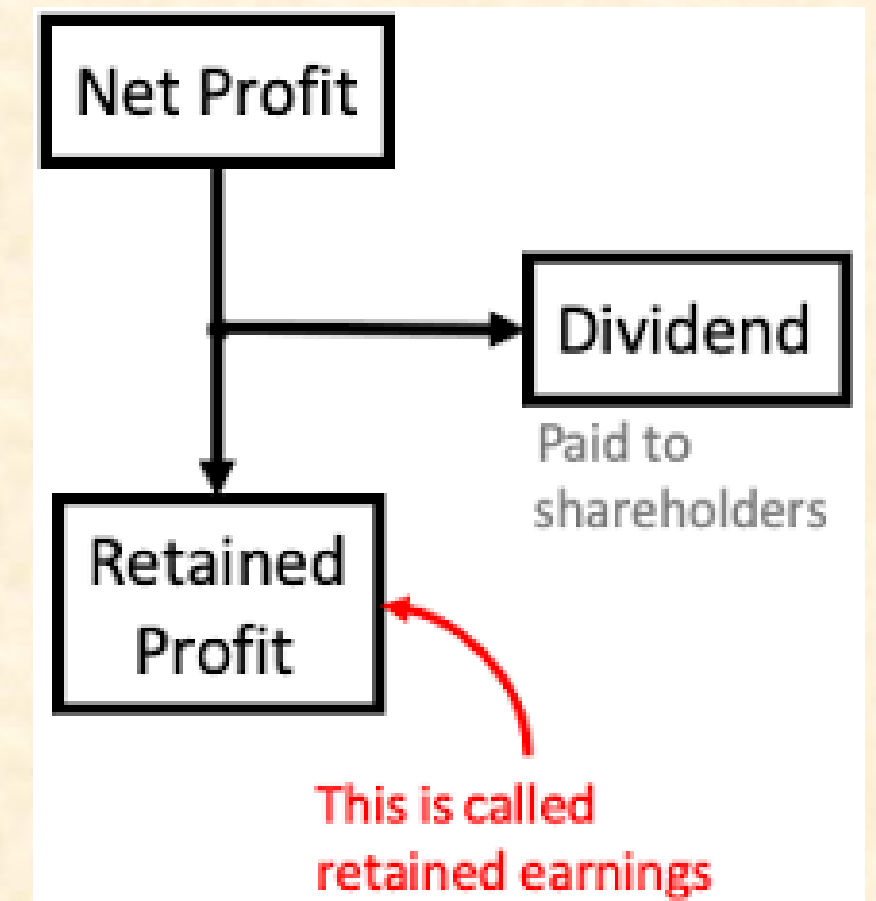 Net Profit
Dividend
Paid to
shareholders
Retained
Profit
This is called
retained earnings